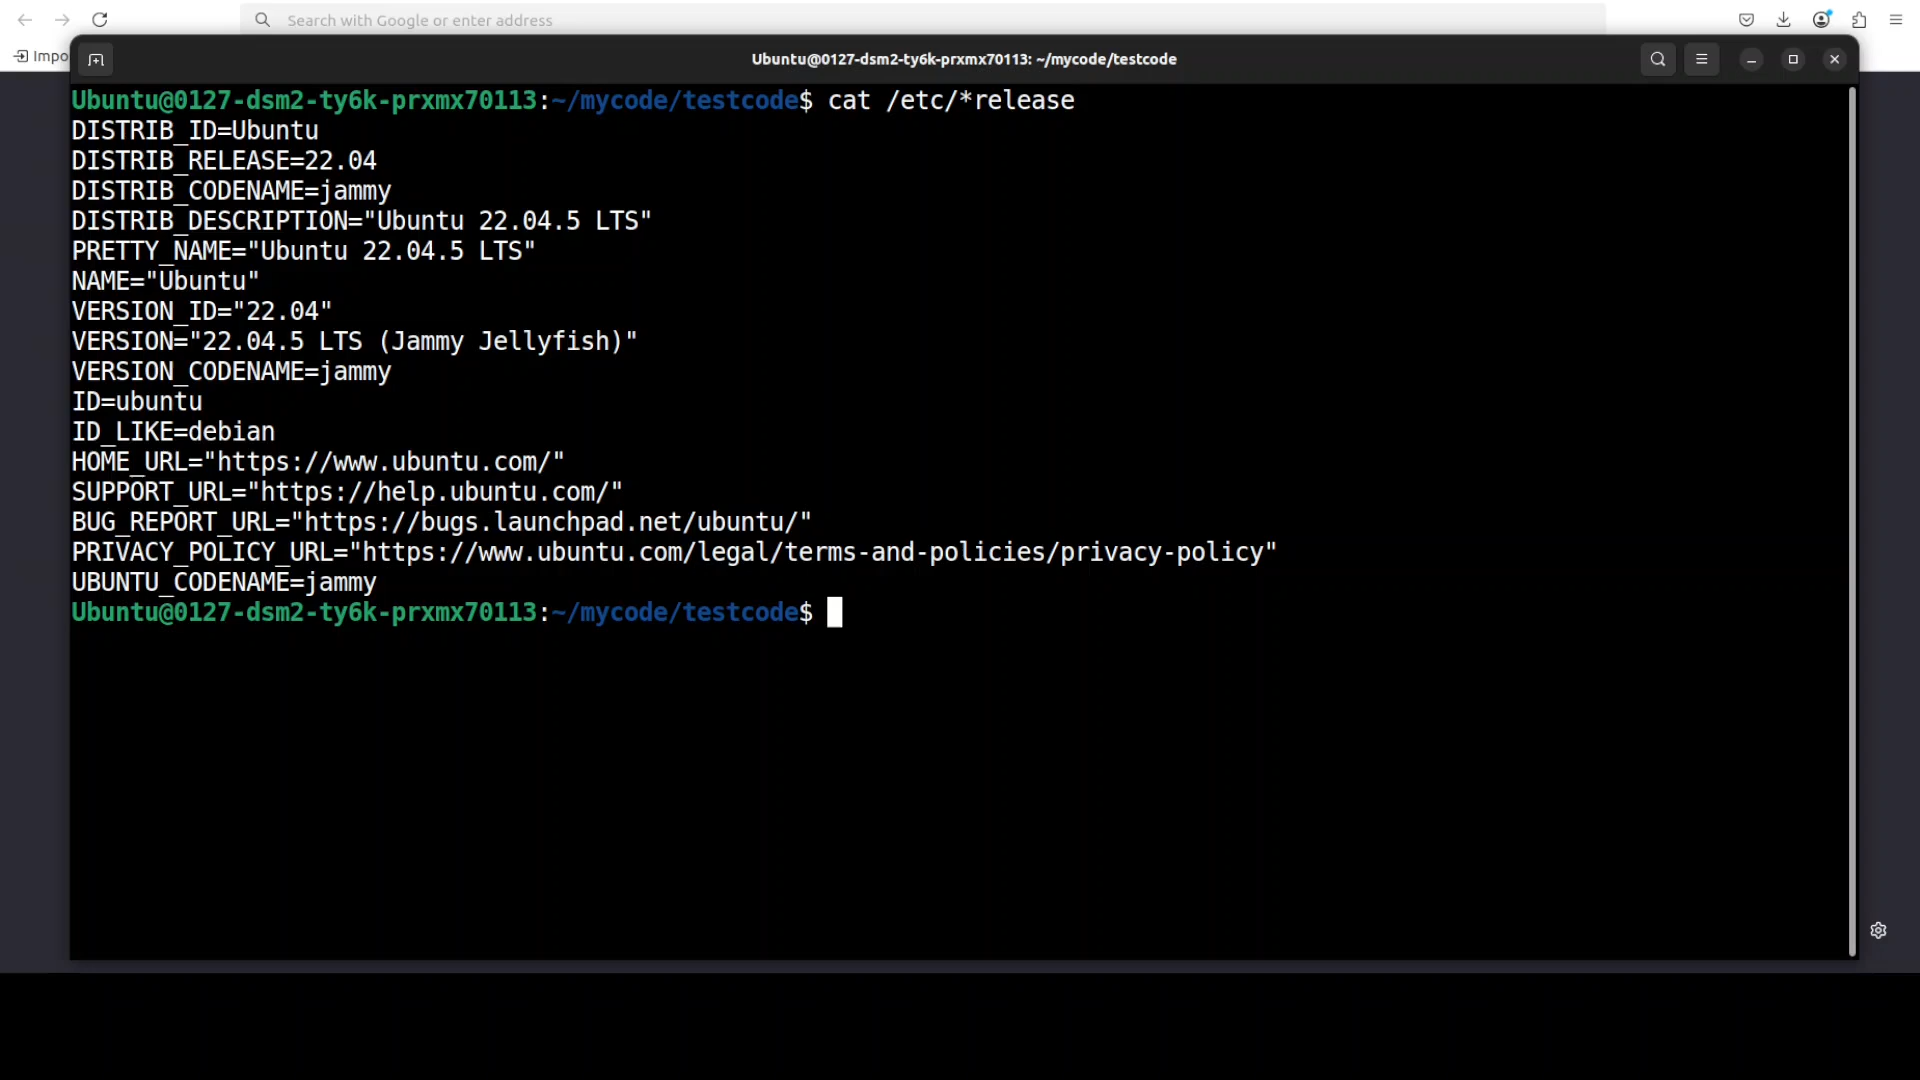 Search with Google or enter address
Impo
Ubuntu@0127-dsm2-ty6k-prxmx70113: ~/mycode/testcode
Ubuntu@0127-dsm2-ty6k-prxmx70113:~/mycode/testcode$ cat /etc/*release
DISTRIB_ID=Ubuntu
DISTRIB_RELEASE=22.04
DISTRIB_CODENAME=jammy
DISTRIB_DESCRIPTION="Ubuntu 22.04.5 LTS"
PRETTY_NAME="Ubuntu 22.04.5 LTS"
NAME="Ubuntu"
VERSION_ID="22.04"
VERSION="22.04.5 LTS (Jammy Jellyfish)"
VERSION_CODENAME=jammy
ID=ubuntu
ID_LIKE=debian
HOME_URL="https://www.ubuntu.com/"
SUPPORT_URL="https://help.ubuntu.com/"
BUG_REPORT_URL="https://bugs.launchpad.net/ubuntu/"
PRIVACY_POLICY_URL="https://www.ubuntu.com/legal/terms-and-policies/privacy-policy"
UBUNTU_CODENAME=jammy
Ubuntu@0127-dsm2-ty6k-prxmx70113:~/mycode/testcode$